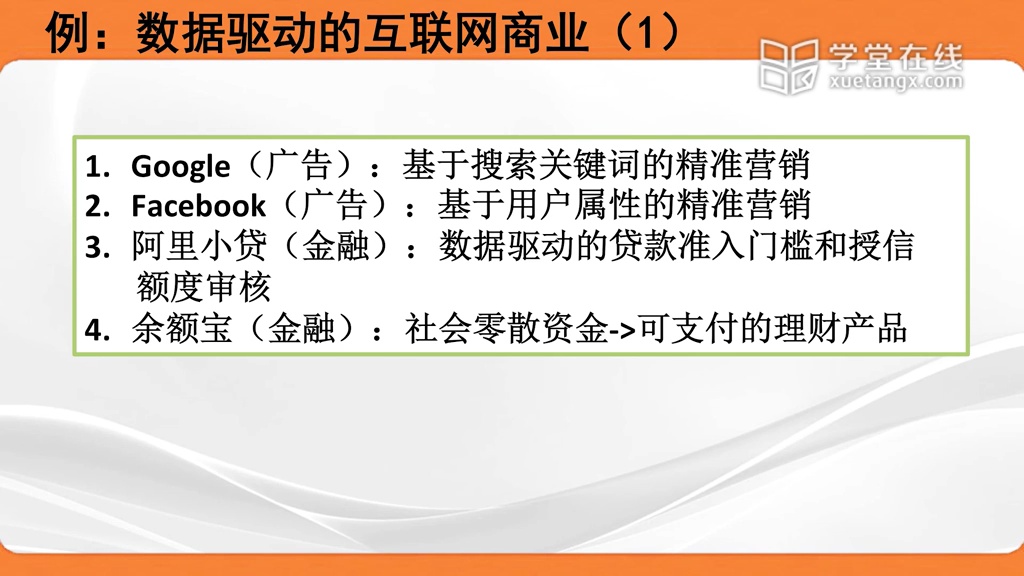 例：数据驱动的互联网商业（1）
学堂在线
xuetangx.com
1. Google（广告）：基于搜索关键词的精准营销
2. Facebook（广告）：基于用户属性的精准营销
3. 阿里小贷（金融）：数据驱动的贷款准入门槛和授信
额度审核
4. 余额宝（金融）：社会零散资金->可支付的理财产品